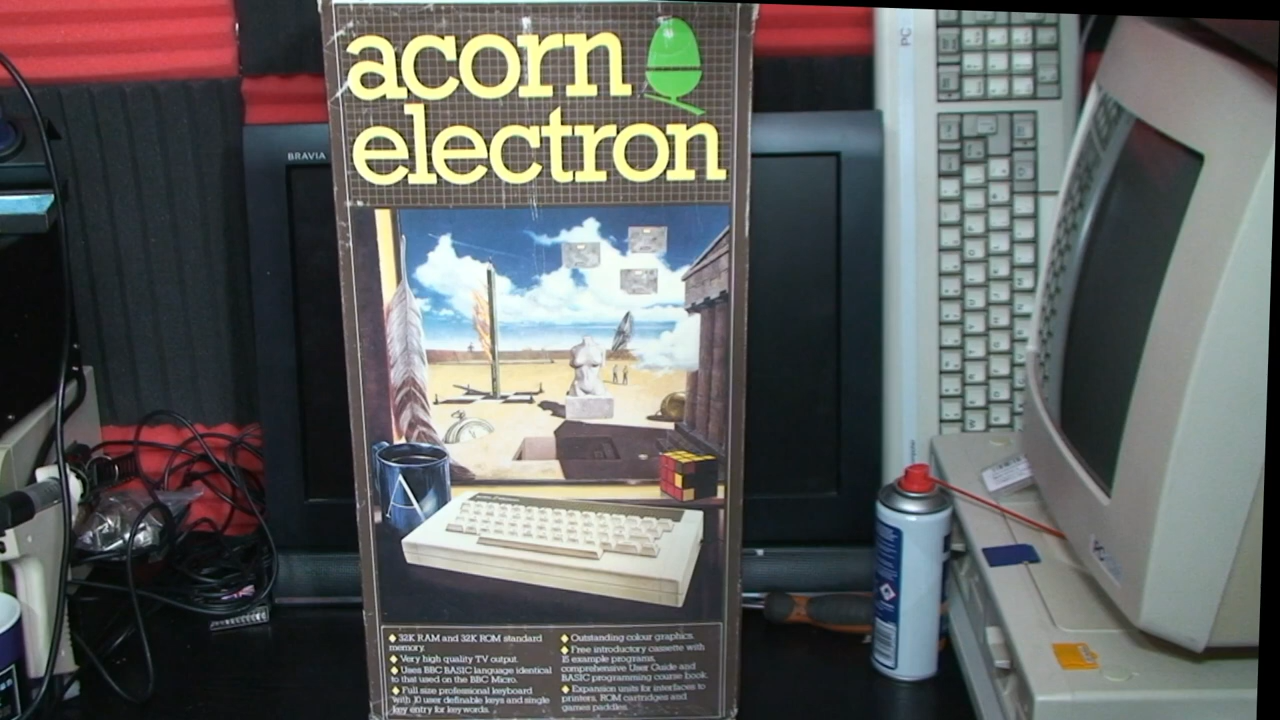 acorn
electron
BRAVIA
PC
A
◆ 32K RAM and 32K ROM standard
memory.
◆ Very high quality TV output.
◆ Uses BBC BASIC language identical
to that used on the BBC Micro.
◆ Full size professional keyboard
with 10 user definable keys and single
key entry for keywords.
◆ Outstanding colour graphics.
◆ Free introductory cassette with
15 example programs,
comprehensive User Guide and
BASIC programming course book.
◆ Expansion units for interfaces to
printers, ROM cartridges and
games paddles.